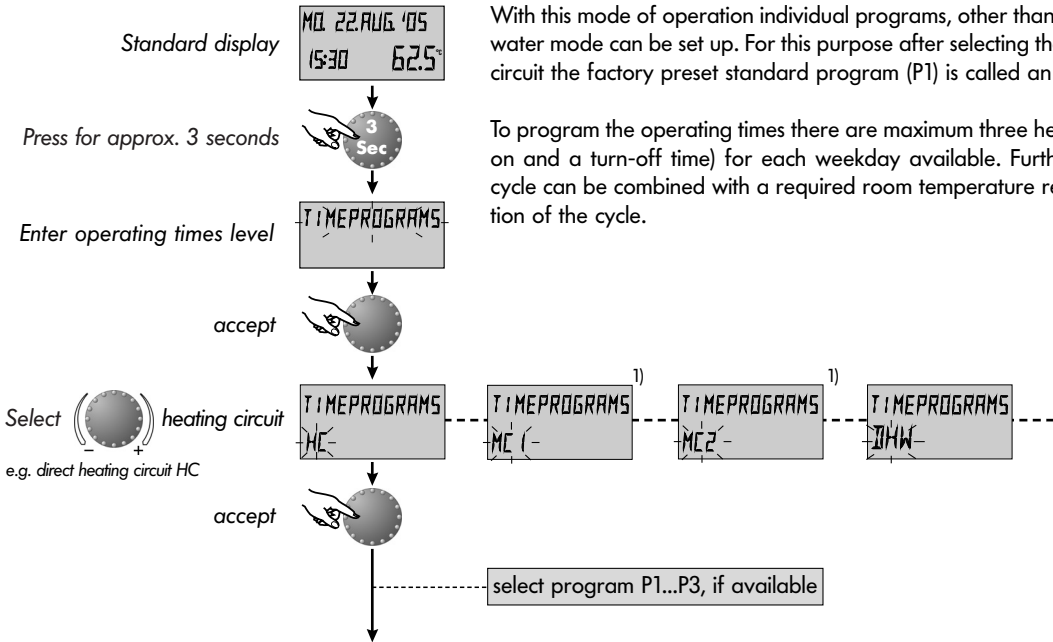 Standard display
MO. 22.AUG. '05
15:30 62.5 °C
With this mode of operation individual programs, other than
water mode can be set up. For this purpose after selecting th
circuit the factory preset standard program (P1) is called an
Press for approx. 3 seconds
3
Sec
To program the operating times there are maximum three he
on and a turn-off time) for each weekday available. Furth
cycle can be combined with a required room temperature re
tion of the cycle.
Enter operating times level
TIMEPROGRAMS
accept
Select
- +
heating circuit
e.g. direct heating circuit HC
TIMEPROGRAMS
HC
TIMEPROGRAMS 1)
MC1
TIMEPROGRAMS 1)
MC2
TIMEPROGRAMS
DHW
accept
select program P1...P3, if available